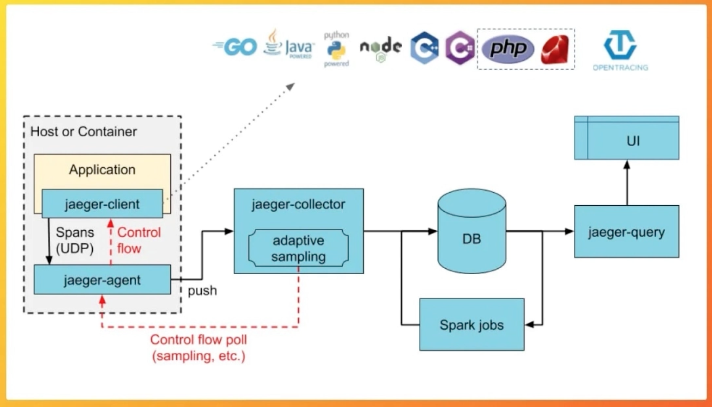 GO
Java
POWERED
python
powered
node
JS
C++
C#
php
OPENTRACING
Host or Container
Application
jaeger-client
Spans
(UDP)
Control
flow
jaeger-agent
push
jaeger-collector
adaptive
sampling
Control flow poll
(sampling, etc.)
DB
Spark jobs
UI
jaeger-query